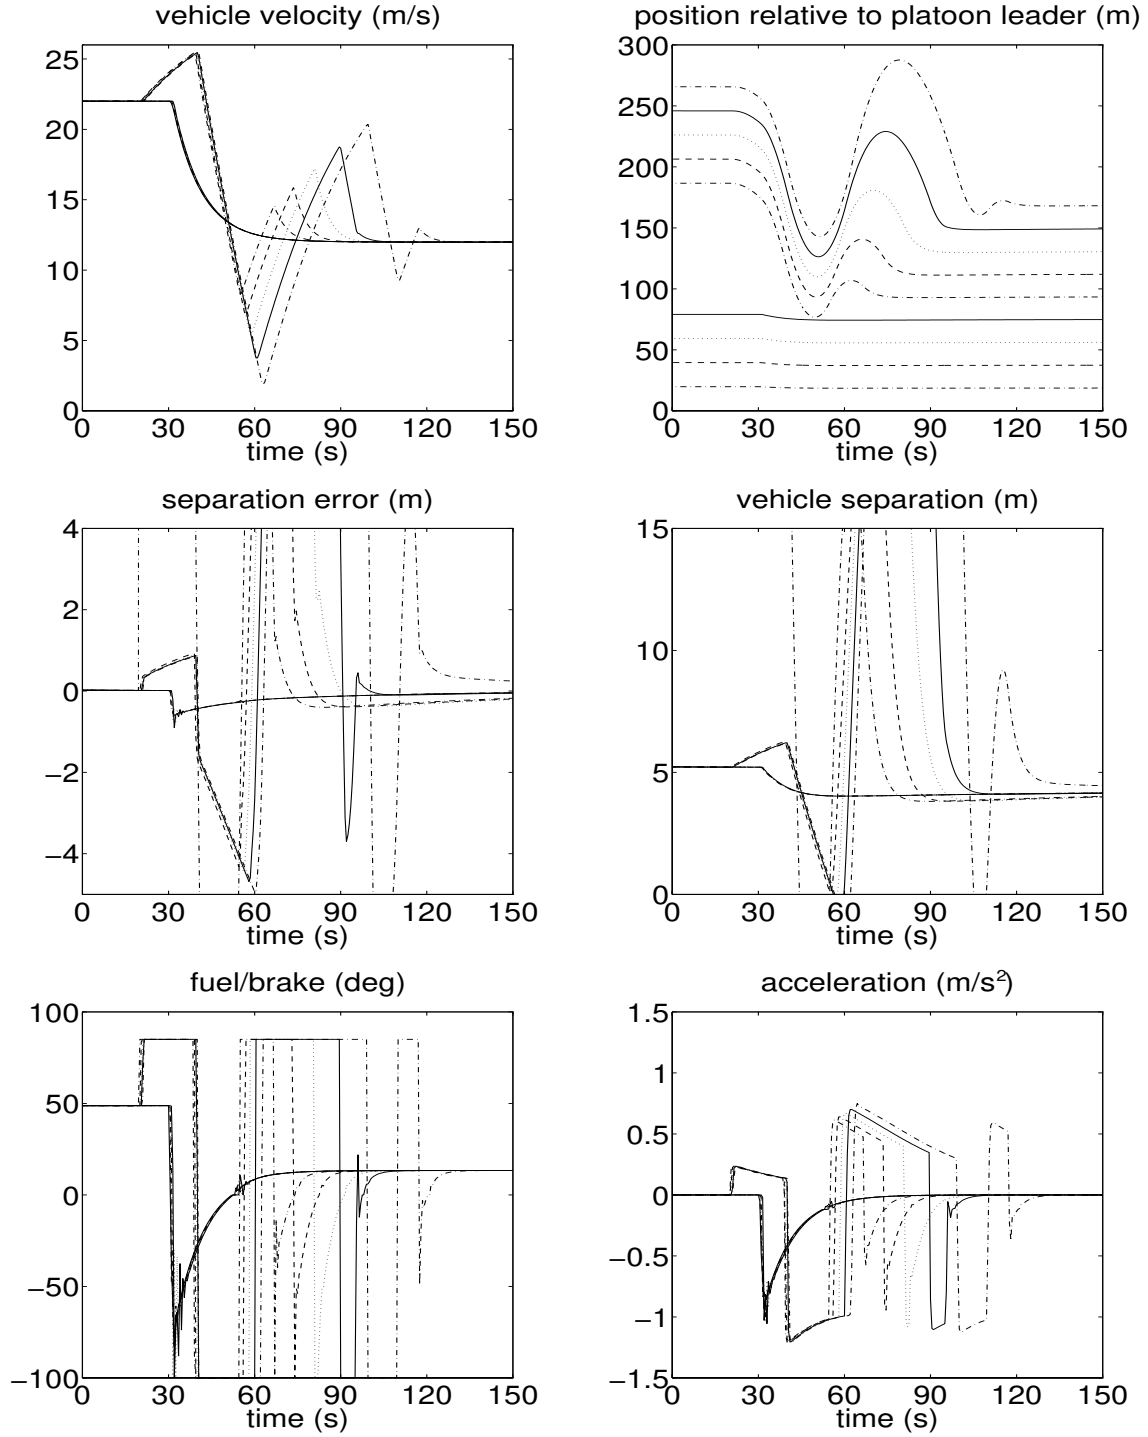 vehicle velocity (m/s)
25
20
15
10
5
0
0 30 60 90 120 150
time (s)
position relative to platoon leader (m)
300
250
200
150
100
50
0
0 30 60 90 120 150
time (s)
separation error (m)
4
2
0
−2
−4
0 30 60 90 120 150
time (s)
vehicle separation (m)
15
10
5
0
0 30 60 90 120 150
time (s)
fuel/brake (deg)
100
50
0
−50
−100
0 30 60 90 120 150
time (s)
acceleration (m/s²)
1.5
1
0.5
0
−0.5
−1
−1.5
0 30 60 90 120 150
time (s)